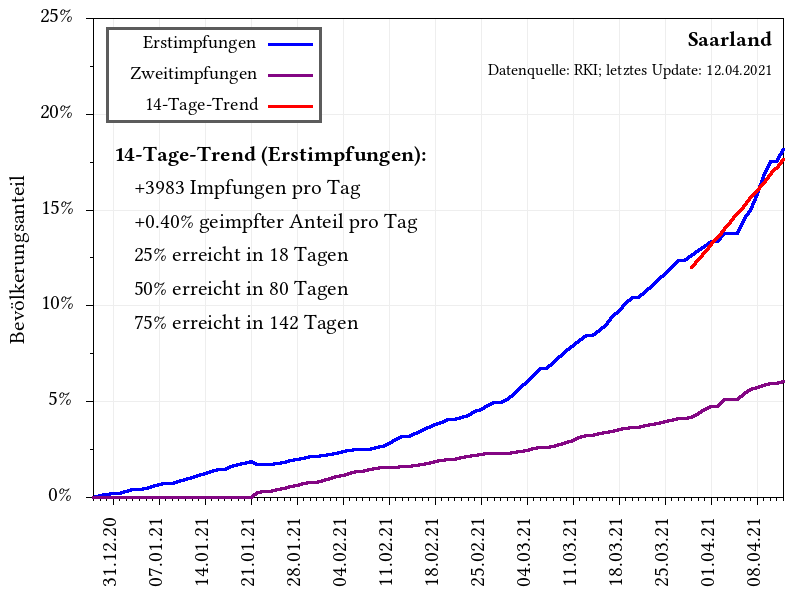 25%
20%
15%
10%
5%
0%
Bevölkerungsanteil
Erstimpfungen
Zweitimpfungen
14-Tage-Trend
Saarland
Datenquelle: RKI; letztes Update: 12.04.2021
14-Tage-Trend (Erstimpfungen):
+3983 Impfungen pro Tag
+0.40% geimpfter Anteil pro Tag
25% erreicht in 18 Tagen
50% erreicht in 80 Tagen
75% erreicht in 142 Tagen
31.12.20
07.01.21
14.01.21
21.01.21
28.01.21
04.02.21
11.02.21
18.02.21
25.02.21
04.03.21
11.03.21
18.03.21
25.03.21
01.04.21
08.04.21